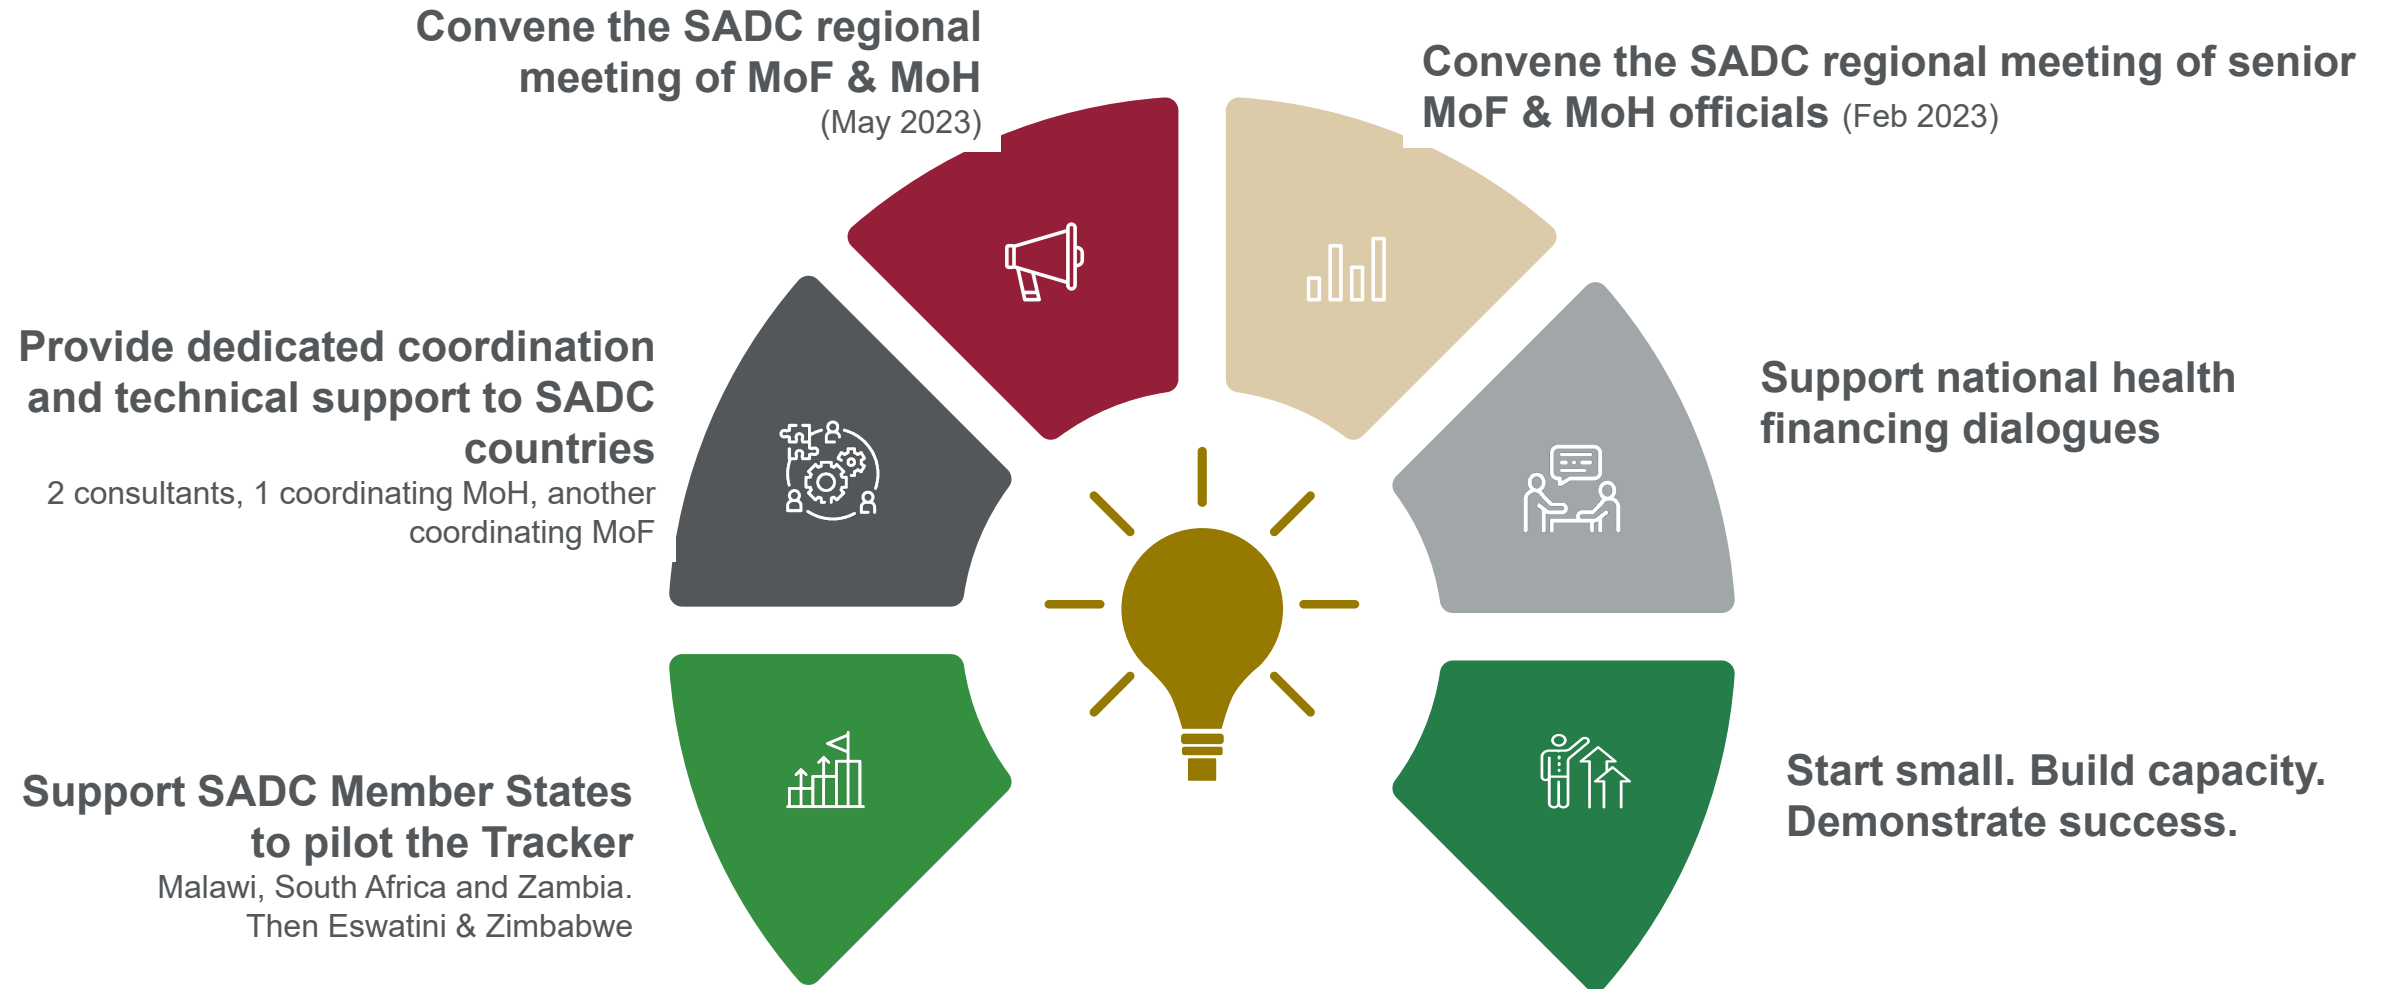 Convene the SADC regional
meeting of MoF & MoH
(May 2023)
Convene the SADC regional meeting of senior
MoF & MoH officials (Feb 2023)
Provide dedicated coordination
and technical support to SADC
countries
2 consultants, 1 coordinating MoH, another
coordinating MoF
Support national health
financing dialogues
Support SADC Member States
to pilot the Tracker
Malawi, South Africa and Zambia.
Then Eswatini & Zimbabwe
Start small. Build capacity.
Demonstrate success.